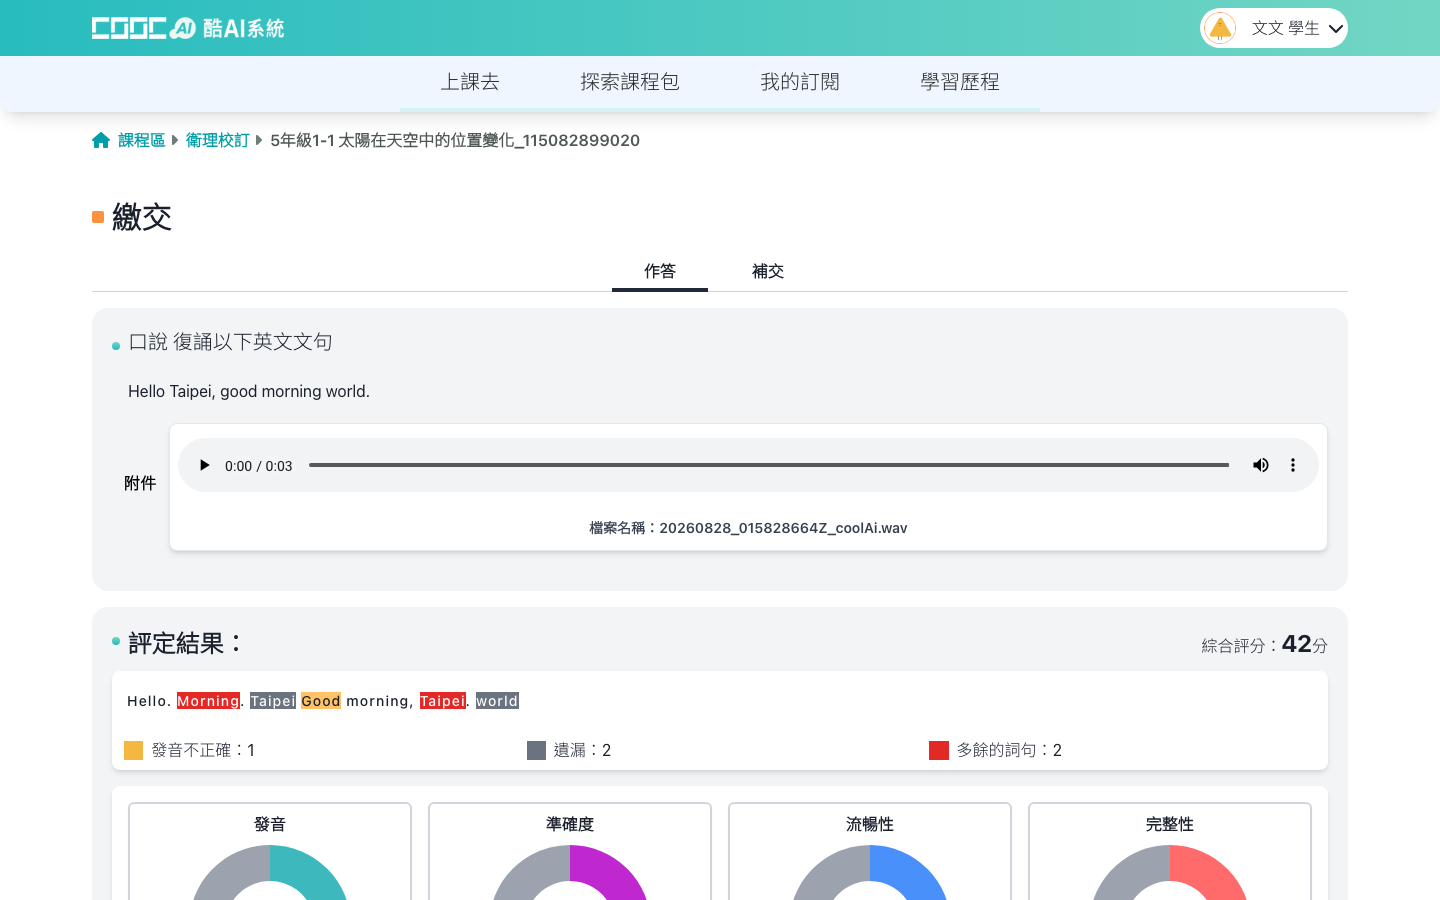 COOC AI 酷AI系統
文文 學生
上課去 探索課程包 我的訂閱 學習歷程
課程區 衛理校訂 5年級1-1 太陽在天空中的位置變化_115082899020
繳交
作答 補交
口說 復誦以下英文文句
Hello Taipei, good morning world.
附件
0:00 / 0:03
檔案名稱：20260828_015828664Z_coolAi.wav
評定結果：
綜合評分：42分
Hello. Morning. Taipei Good morning, Taipei. world
發音不正確：1 遺漏：2 多餘的詞句：2
發音 準確度 流暢性 完整性